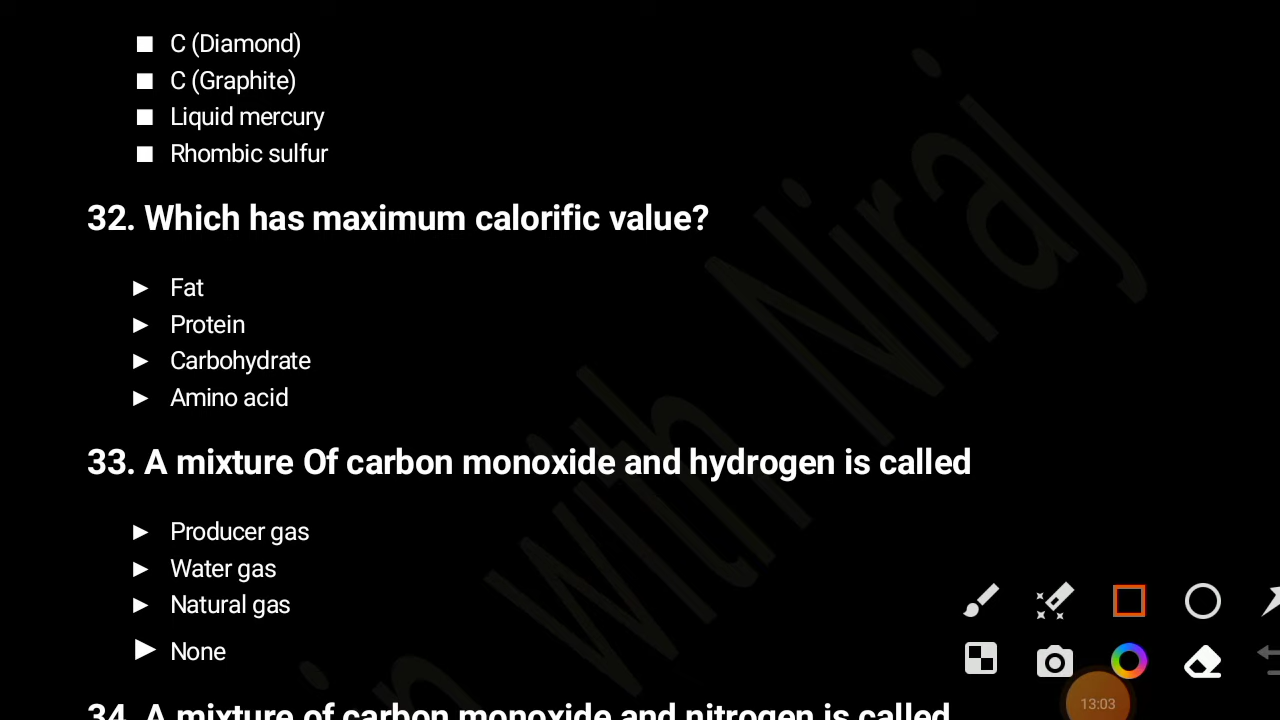 ■ C (Diamond)
■ C (Graphite)
■ Liquid mercury
■ Rhombic sulfur
32. Which has maximum calorific value?
► Fat
► Protein
► Carbohydrate
► Amino acid
33. A mixture Of carbon monoxide and hydrogen is called
► Producer gas
► Water gas
► Natural gas
► None
34. A mixture of carbon monoxide and nitrogen is called
with Niraj
13:03